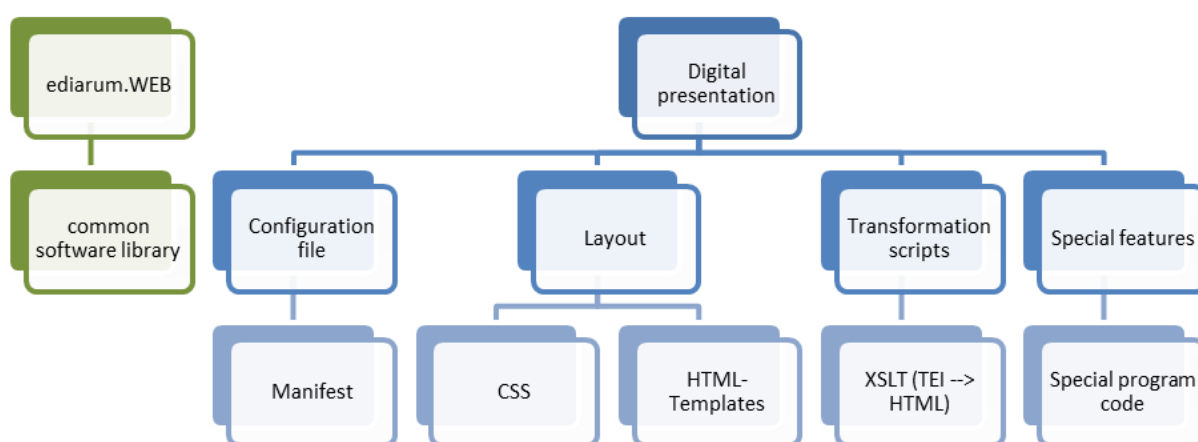 ediarum.WEB
Digital
presentation
common
software library
Configuration
file
Layout
Transformation
scripts
Special features
Manifest
CSS
HTML-
Templates
XSLT (TEI -->
HTML)
Special program
code